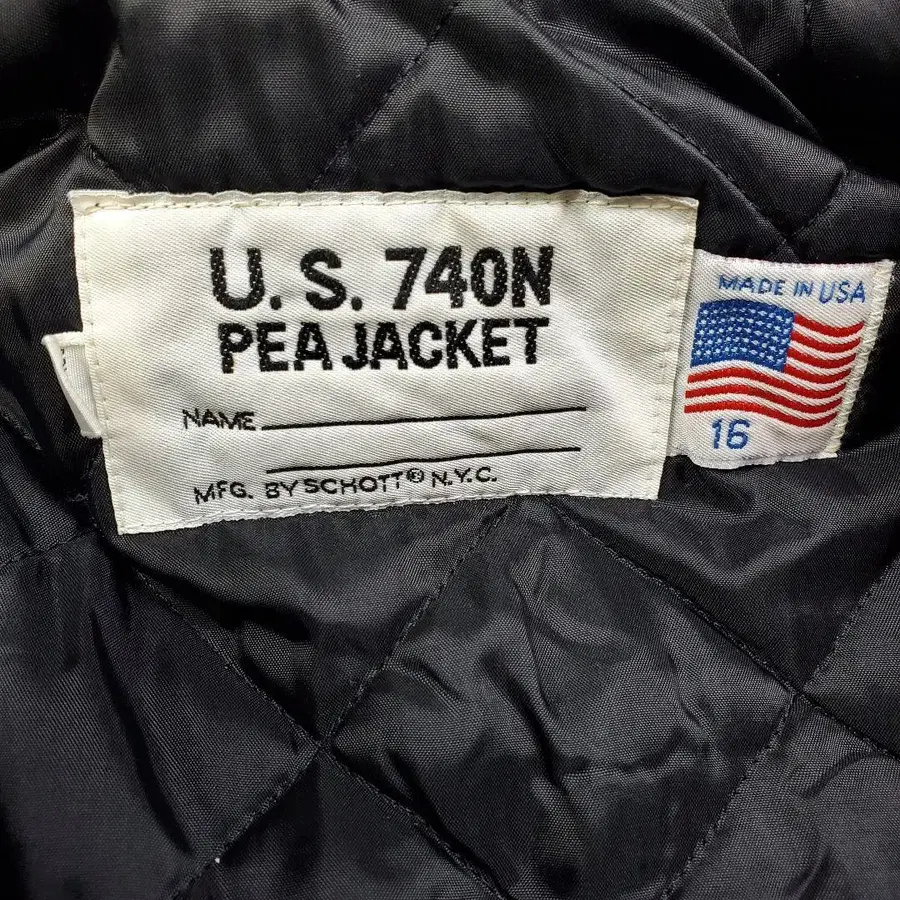 U. S. 740N
PEA JACKET
NAME
MFG. BY SCHOTT® N.Y.C.
MADE IN USA
16